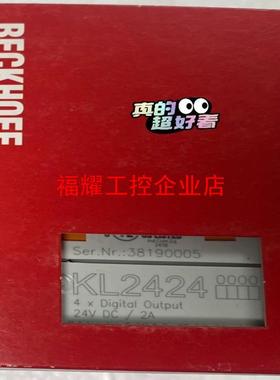 BECKHOFF
真的
超好看
福耀工控企业店
Ser.Nr.:38190005
KL2424
4 x Digital Output
24V DC / 2A